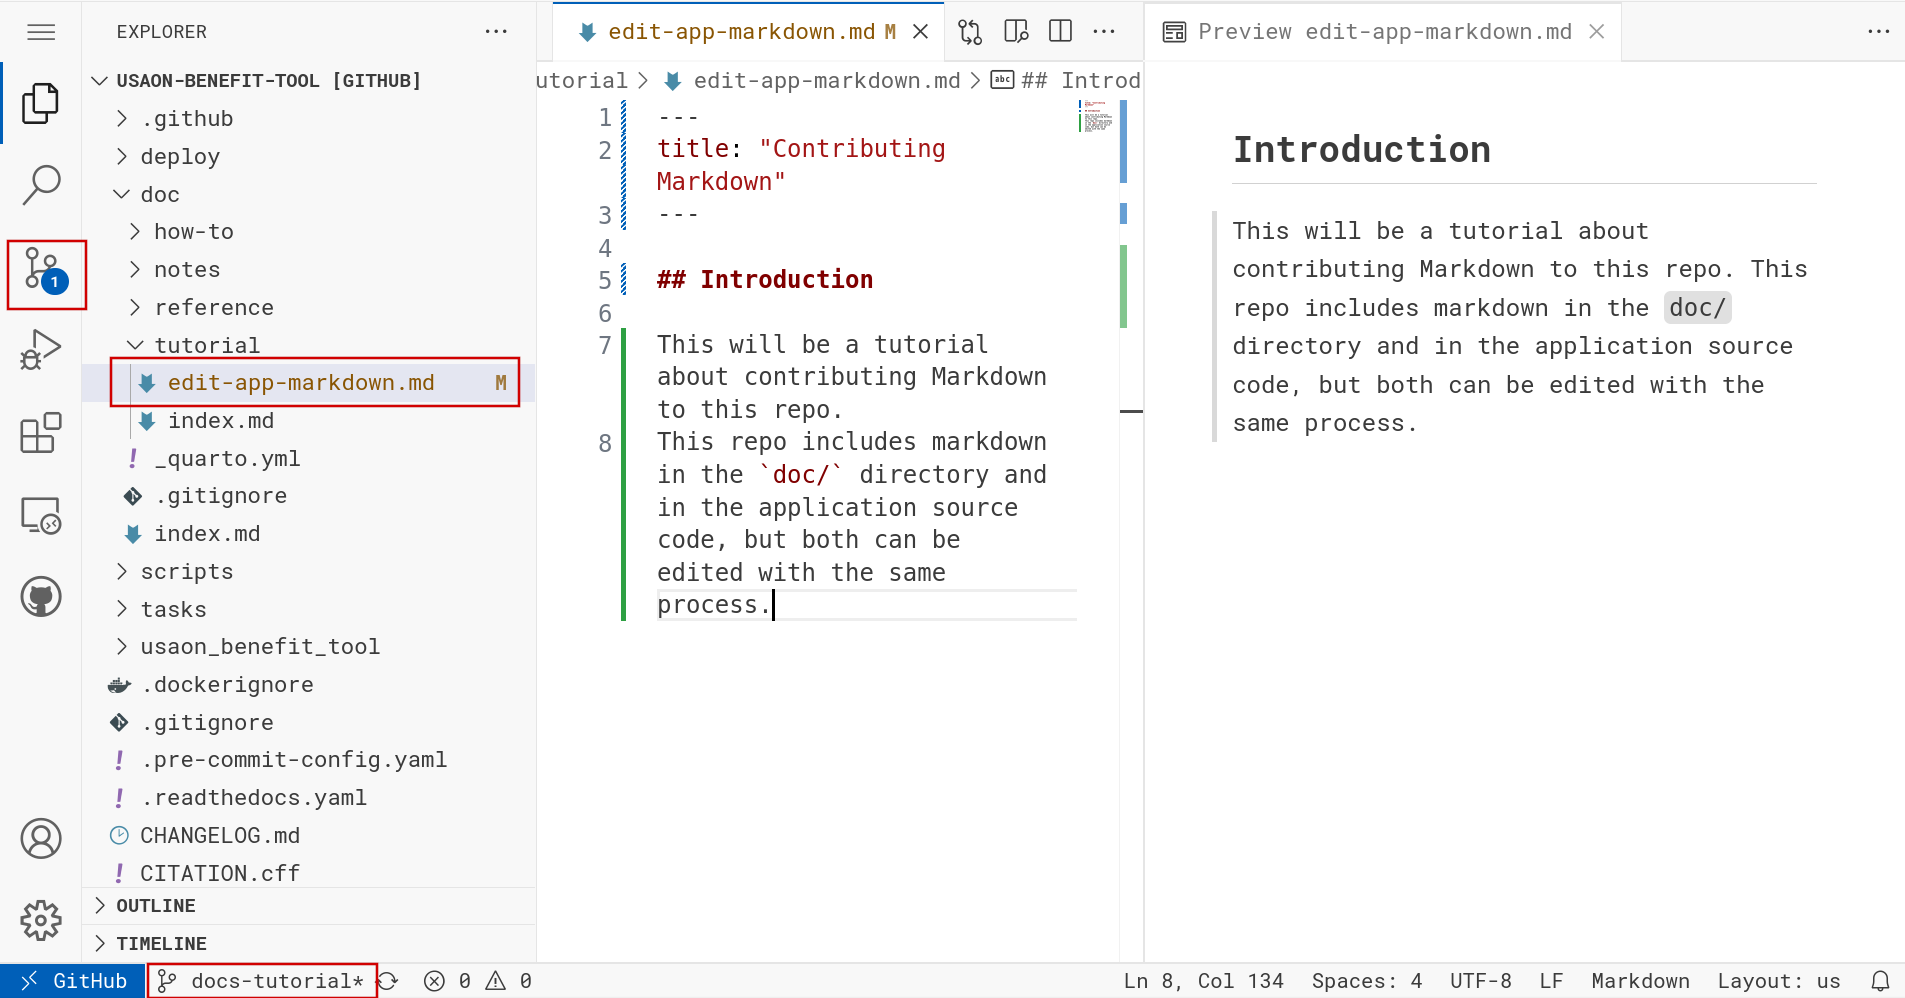 EXPLORER
USAON-BENEFIT-TOOL [GITHUB]
.github
deploy
doc
how-to
notes
reference
tutorial
edit-app-markdown.md M
index.md
_quarto.yml
.gitignore
index.md
scripts
tasks
usaon_benefit_tool
.dockerignore
.gitignore
.pre-commit-config.yaml
.readthedocs.yaml
CHANGELOG.md
CITATION.cff
OUTLINE
TIMELINE
1
edit-app-markdown.md M
utorial > edit-app-markdown.md > abc ## Introd
1 ---
2 title: "Contributing
Markdown"
3 ---
4
5 ## Introduction
6
7 This will be a tutorial
about contributing Markdown
to this repo.
8 This repo includes markdown
in the `doc/` directory and
in the application source
code, but both can be
edited with the same
process.
Preview edit-app-markdown.md
Introduction
This will be a tutorial about
contributing Markdown to this repo. This
repo includes markdown in the doc/
directory and in the application source
code, but both can be edited with the
same process.
GitHub docs-tutorial* 0 0 Ln 8, Col 134 Spaces: 4 UTF-8 LF Markdown Layout: us